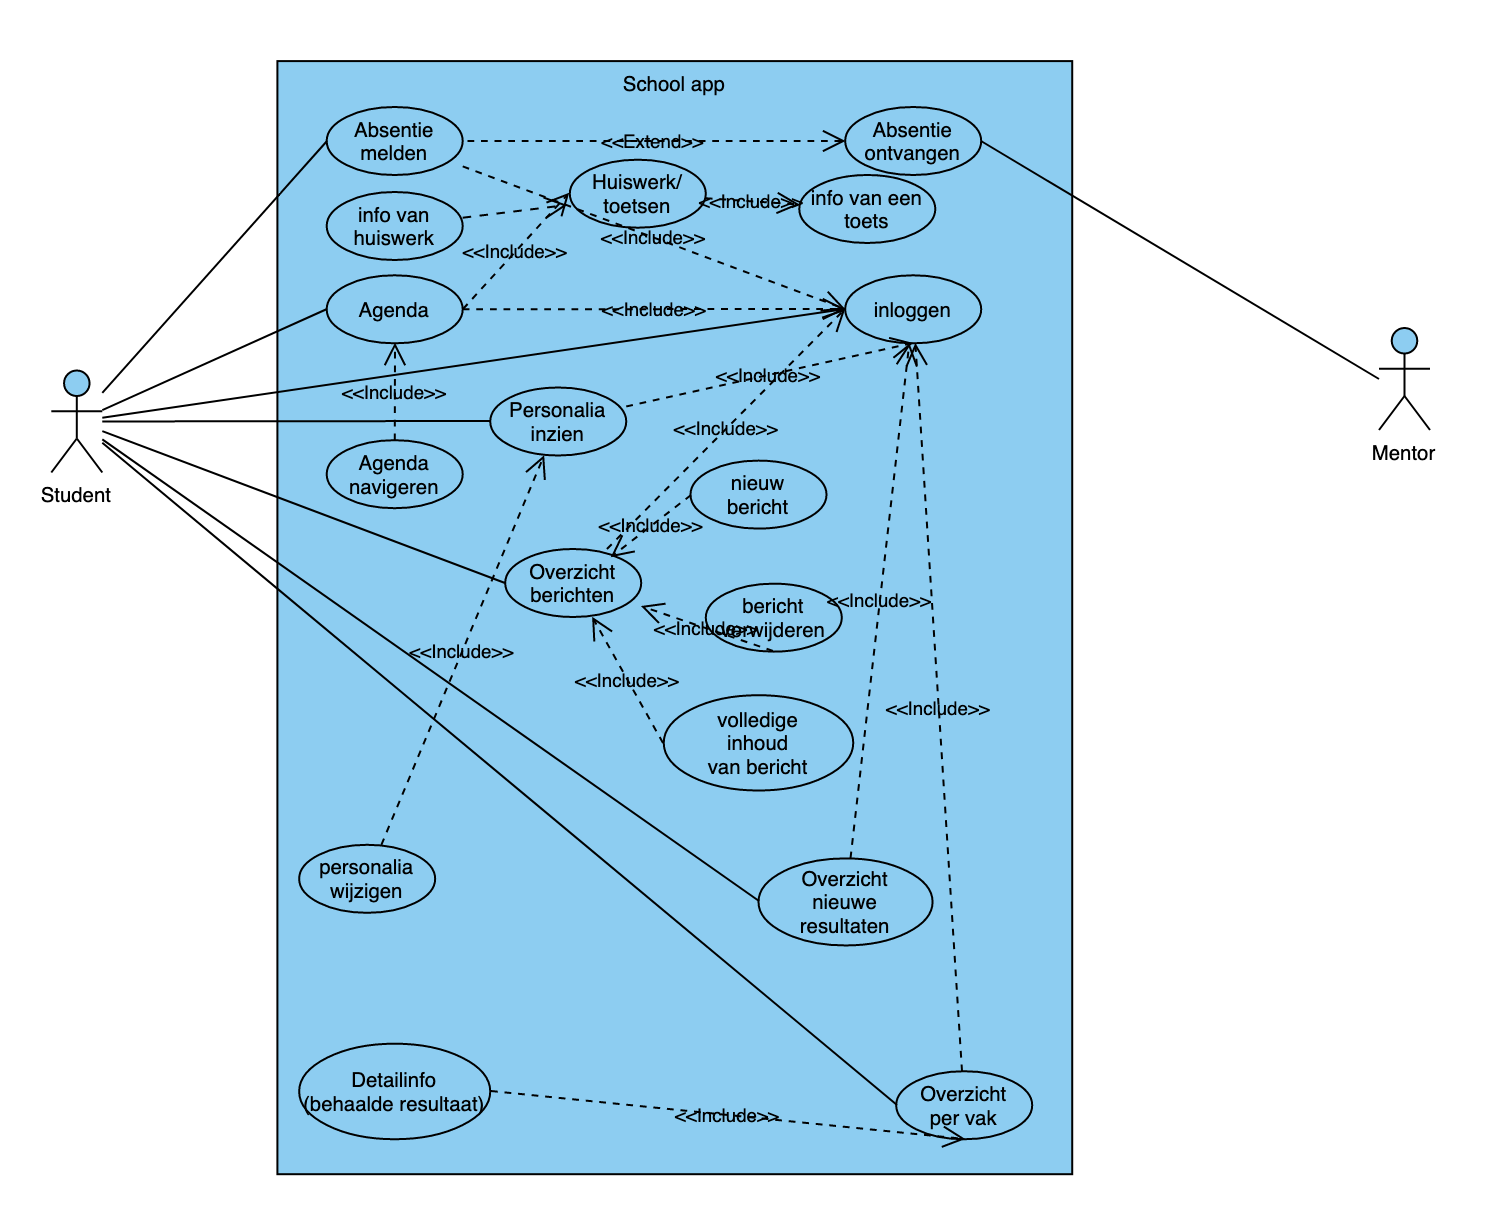 School app
Absentie
melden
<<Extend>>
Absentie
ontvangen
Huiswerk/
toetsen
<<Include>>
info van een
toets
info van
huiswerk
<<Include>>
<<Include>>
Agenda
<<Include>>
inloggen
<<Include>>
<<Include>>
Personalia
inzien
<<Include>>
Agenda
navigeren
nieuw
bericht
<<Include>>
Student
Mentor
Overzicht
berichten
bericht
verwijderen
<<Include>>
<<Include>>
<<Include>>
<<Include>>
<<Include>>
volledige
inhoud
van bericht
personalia
wijzigen
Overzicht
nieuwe
resultaten
Detailinfo
(behaalde resultaat)
<<Include>>
Overzicht
per vak